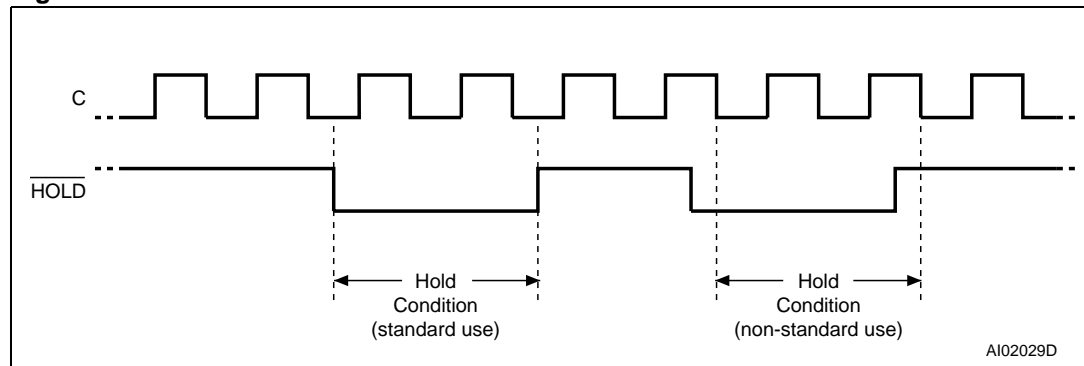 C
HOLD
Hold
Condition
(standard use)
Hold
Condition
(non-standard use)
AI02029D